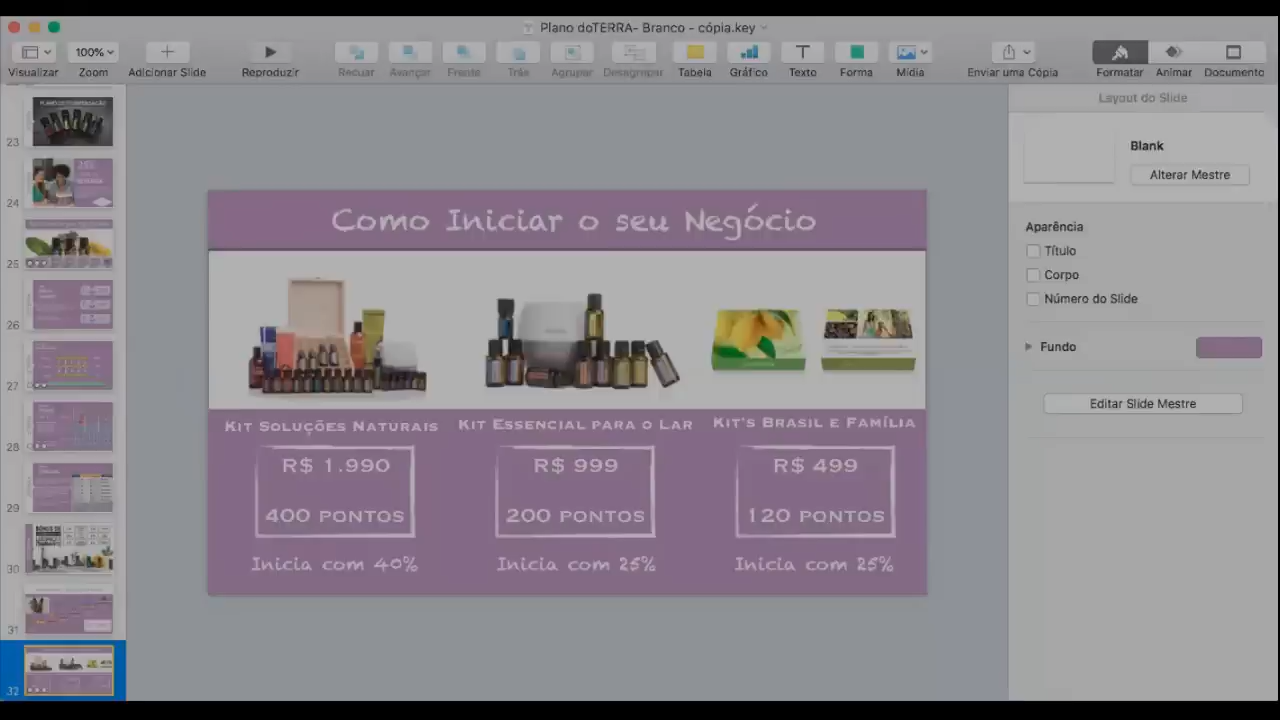 Plano doTERRA- Branco - cópia.key
100%
Visualizar Zoom Adicionar Slide Reproduzir Recuar Avançar Frente Trás Agrupar Desagrupar Tabela Gráfico Texto Forma Mídia Enviar uma Cópia Formatar Animar Documento
Layout do Slide
Blank
Alterar Mestre
Aparência
Título
Corpo
Número do Slide
Fundo
Editar Slide Mestre
23
24
25
26
27
28
29
30
31
32
Como Iniciar o seu Negócio
Kit Soluções Naturais
R$ 1.990
400 pontos
Inicia com 40%
Kit Essencial para o Lar
R$ 999
200 pontos
Inicia com 25%
Kit's Brasil e Família
R$ 499
120 pontos
Inicia com 25%